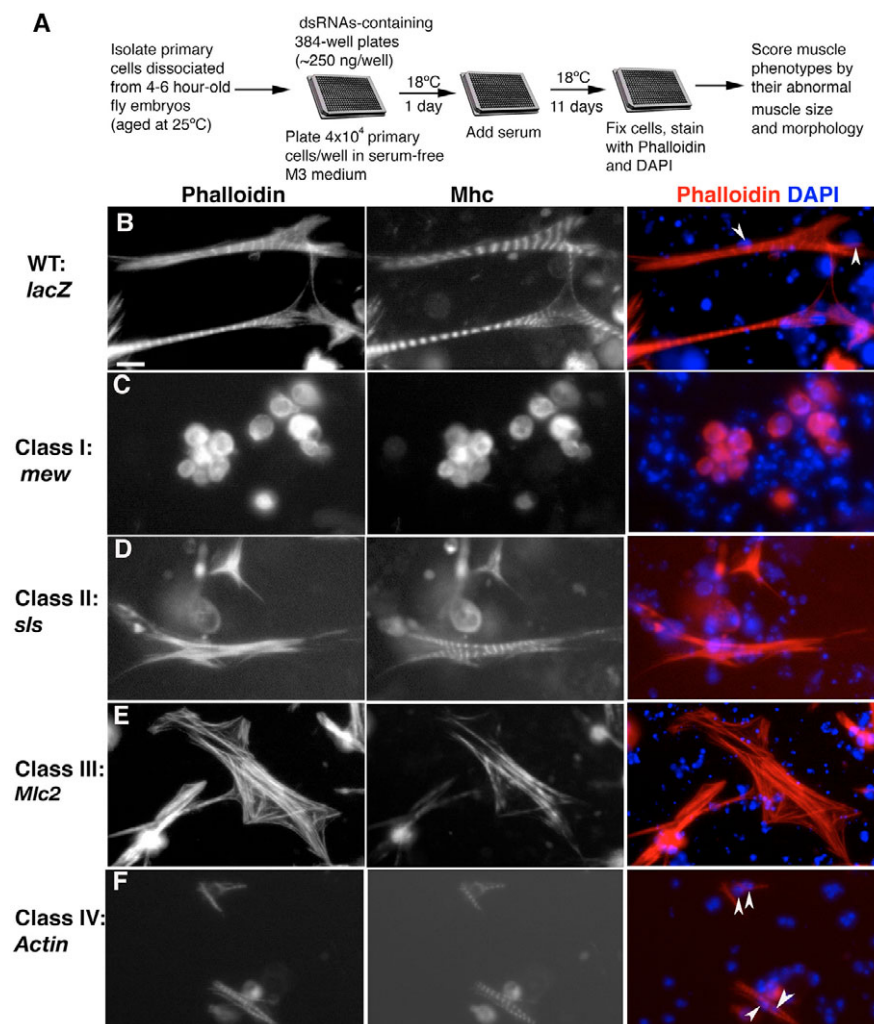 A
Isolate primary
cells dissociated
from 4-6 hour-old
fly embryos
(aged at 25ºC)
dsRNAs-containing
384-well plates
(~250 ng/well)
Plate 4x10⁴ primary
cells/well in serum-free
M3 medium
18ºC
1 day
Add serum
18ºC
11 days
Fix cells, stain
with Phalloidin
and DAPI
Score muscle
phenotypes by
their abnormal
muscle size
and morphology
Phalloidin
Mhc
Phalloidin DAPI
B
WT:
lacZ
C
Class I:
mew
D
Class II:
sls
E
Class III:
Mlc2
F
Class IV:
Actin